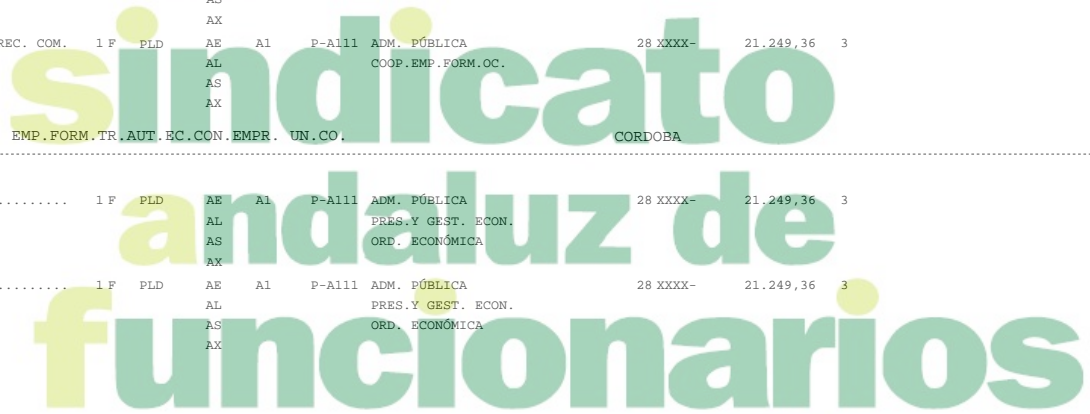 AS
AX
REC. COM. 1 F PLD AE A1 P-A111 ADM. PÚBLICA 28 XXXX- 21.249,36 3
AL COOP.EMP.FORM.OC.
AS
AX
EMP.FORM.TR.AUT.EC.CON.EMPR. UN.CO. CORDOBA
......... 1 F PLD AE A1 P-A111 ADM. PÚBLICA 28 XXXX- 21.249,36 3
AL PRES.Y GEST. ECON.
AS ORD. ECONÓMICA
AX
......... 1 F PLD AE A1 P-A111 ADM. PÚBLICA 28 XXXX- 21.249,36 3
AL PRES.Y GEST. ECON.
AS ORD. ECONÓMICA
AX
sindicato
andaluz de
funcionarios